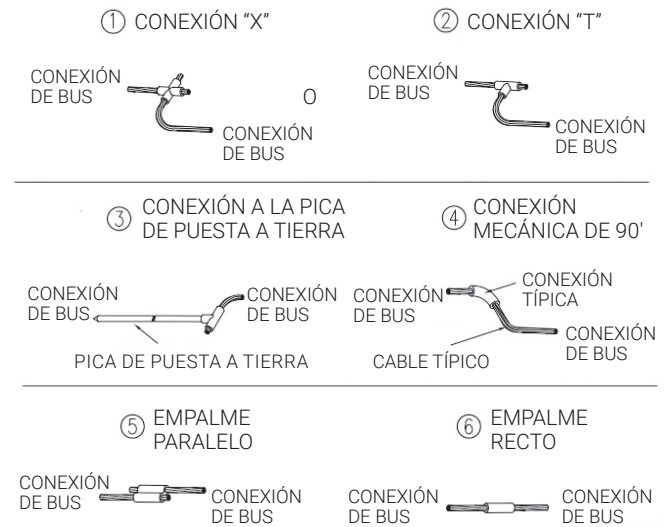 ① CONEXIÓN "X"
② CONEXIÓN "T"
CONEXIÓN
DE BUS
O
CONEXIÓN
DE BUS
CONEXIÓN
DE BUS
CONEXIÓN
DE BUS
③ CONEXIÓN A LA PICA
DE PUESTA A TIERRA
④ CONEXIÓN
MECÁNICA DE 90'
CONEXIÓN
DE BUS
CONEXIÓN
DE BUS
PICA DE PUESTA A TIERRA
CONEXIÓN
DE BUS
CONEXIÓN
TÍPICA
CONEXIÓN
DE BUS
CABLE TÍPICO
⑤ EMPALME
PARALELO
⑥ EMPALME
RECTO
CONEXIÓN
DE BUS
CONEXIÓN
DE BUS
CONEXIÓN
DE BUS
CONEXIÓN
DE BUS